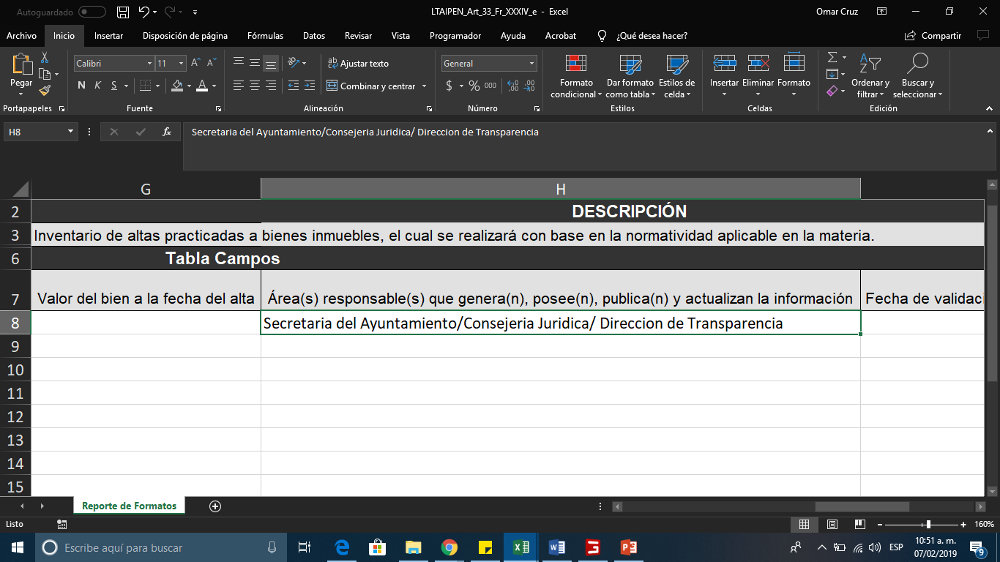 Autoguardado
LTAIPEN_Art_33_Fr_XXXIV_e - Excel
Omar Cruz
Archivo Inicio Insertar Disposición de página Fórmulas Datos Revisar Vista Programador Ayuda Acrobat ¿Qué desea hacer? Compartir
Pegar
Portapapeles
Calibri 11
N K S
Fuente
Ajustar texto
Combinar y centrar
Alineación
General
$ % 000
Número
Formato condicional
Dar formato como tabla
Estilos de celda
Estilos
Insertar Eliminar Formato
Celdas
Ordenar y filtrar
Buscar y seleccionar
Edición
H8 fx Secretaria del Ayuntamiento/Consejeria Juridica/ Direccion de Transparencia
G H
2 DESCRIPCIÓN
3 Inventario de altas practicadas a bienes inmuebles, el cual se realizará con base en la normatividad aplicable en la materia.
6 Tabla Campos
7 Valor del bien a la fecha del alta Área(s) responsable(s) que genera(n), posee(n), publica(n) y actualizan la información Fecha de validaci
8 Secretaria del Ayuntamiento/Consejeria Juridica/ Direccion de Transparencia
9
10
11
12
13
14
15
Reporte de Formatos
Listo 160%
Escribe aquí para buscar
ESP
10:51 a. m.
07/02/2019
9